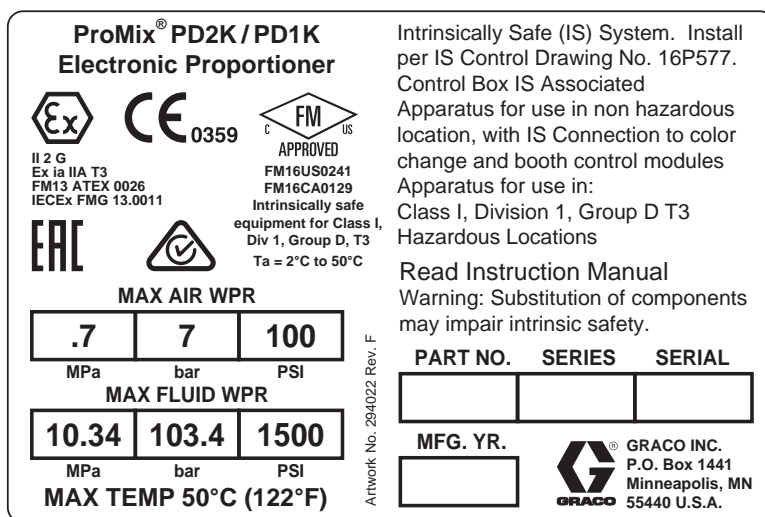 ProMix® PD2K / PD1K
Electronic Proportioner
Ex
CE 0359
FM
C US
APPROVED
II 2 G
Ex ia IIA T3
FM13 ATEX 0026
IECEx FMG 13.0011
FM16US0241
FM16CA0129
Intrinsically safe
equipment for Class I,
Div 1, Group D, T3
Ta = 2°C to 50°C
EAC
MAX AIR WPR
.7 7 100
MPa bar PSI
MAX FLUID WPR
10.34 103.4 1500
MPa bar PSI
MAX TEMP 50°C (122°F)
Artwork No. 294022 Rev. F
Intrinsically Safe (IS) System. Install
per IS Control Drawing No. 16P577.
Control Box IS Associated
Apparatus for use in non hazardous
location, with IS Connection to color
change and booth control modules
Apparatus for use in:
Class I, Division 1, Group D T3
Hazardous Locations
Read Instruction Manual
Warning: Substitution of components
may impair intrinsic safety.
PART NO. SERIES SERIAL
MFG. YR.
GRACO
GRACO INC.
P.O. Box 1441
Minneapolis, MN
55440 U.S.A.